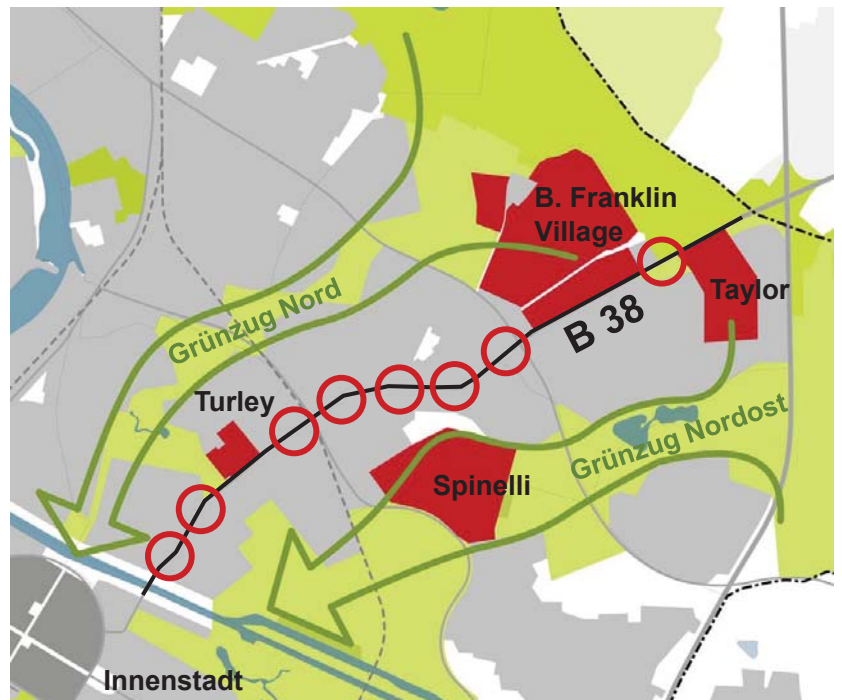 B. Franklin
Village
Taylor
B 38
Grünzug Nord
Turley
Grünzug Nordost
Spinelli
Innenstadt